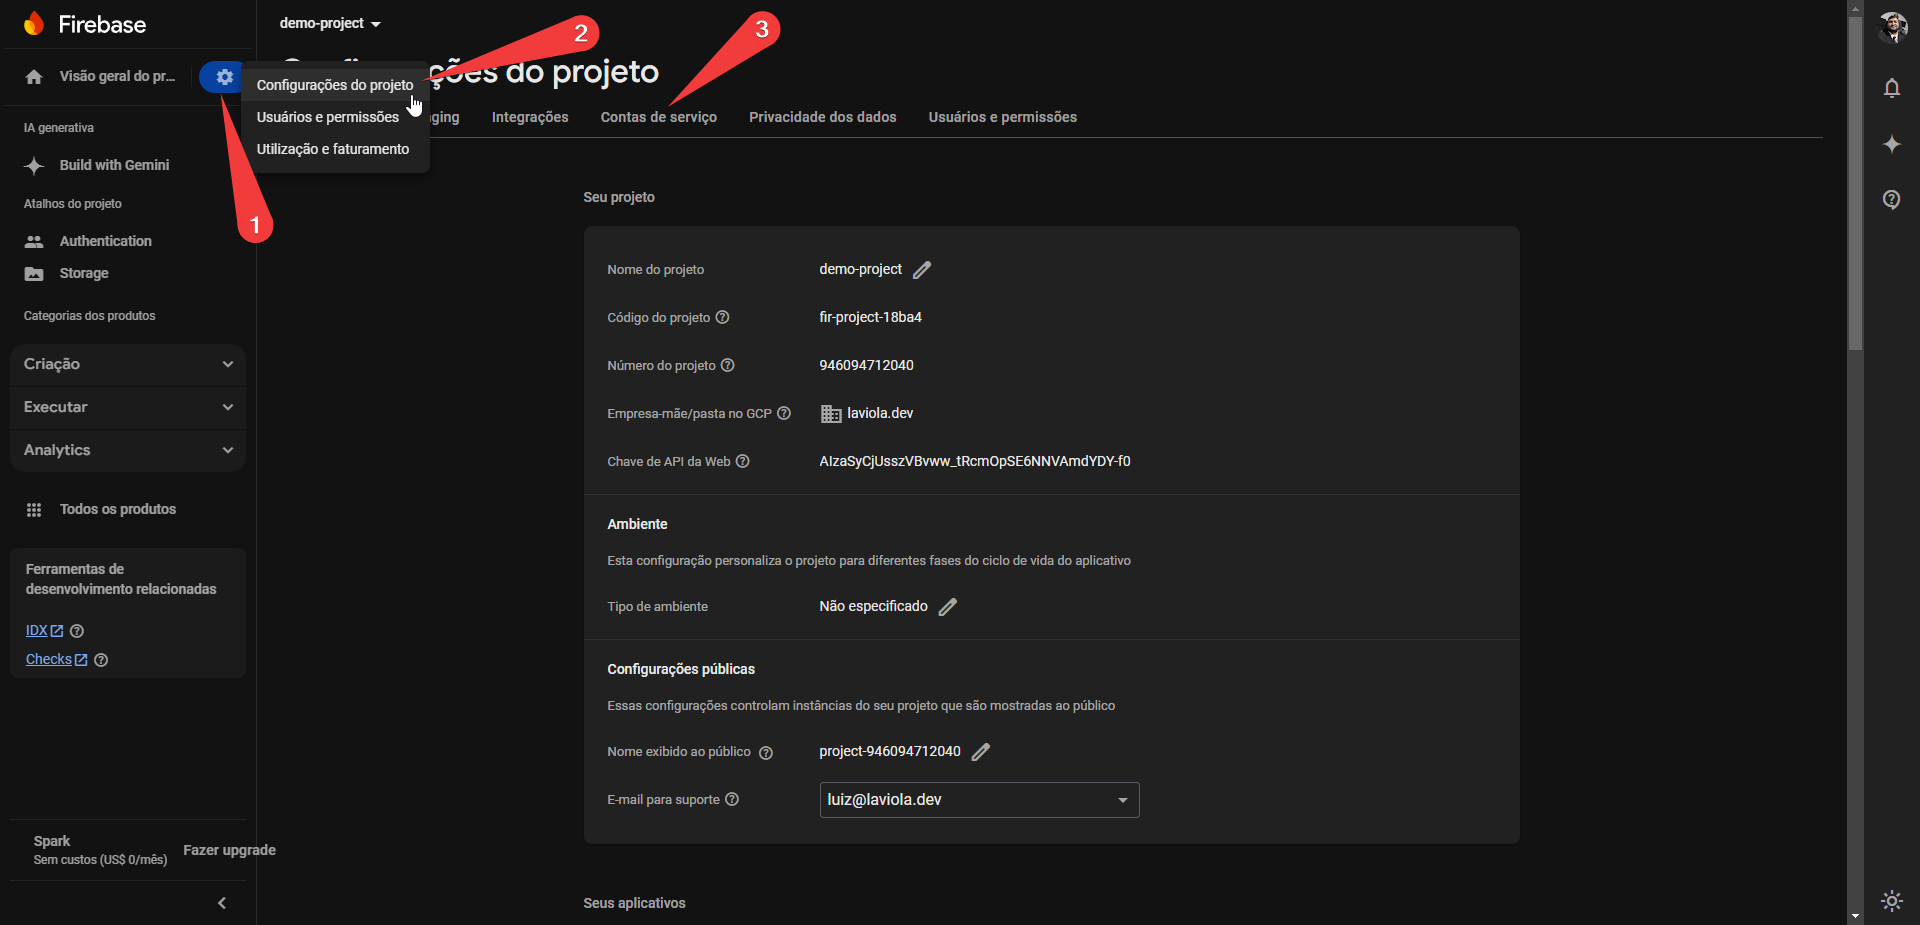 Firebase
demo-project
2
3
Visão geral do pr...
Configurações do projeto
ções do projeto
Usuários e permissões
ging
Integrações
Contas de serviço
Privacidade dos dados
Usuários e permissões
IA generativa
Utilização e faturamento
Build with Gemini
Atalhos do projeto
1
Authentication
Storage
Categorias dos produtos
Criação
Executar
Analytics
Todos os produtos
Ferramentas de
desenvolvimento relacionadas
IDX
Checks
Spark
Sem custos (US$ 0/mês)
Fazer upgrade
Seu projeto
Nome do projeto
demo-project
Código do projeto
fir-project-18ba4
Número do projeto
946094712040
Empresa-mãe/pasta no GCP
laviola.dev
Chave de API da Web
AIzaSyCjUsszVBvww_tRcmOpSE6NNVAmdYDY-f0
Ambiente
Esta configuração personaliza o projeto para diferentes fases do ciclo de vida do aplicativo
Tipo de ambiente
Não especificado
Configurações públicas
Essas configurações controlam instâncias do seu projeto que são mostradas ao público
Nome exibido ao público
project-946094712040
E-mail para suporte
luiz@laviola.dev
Seus aplicativos